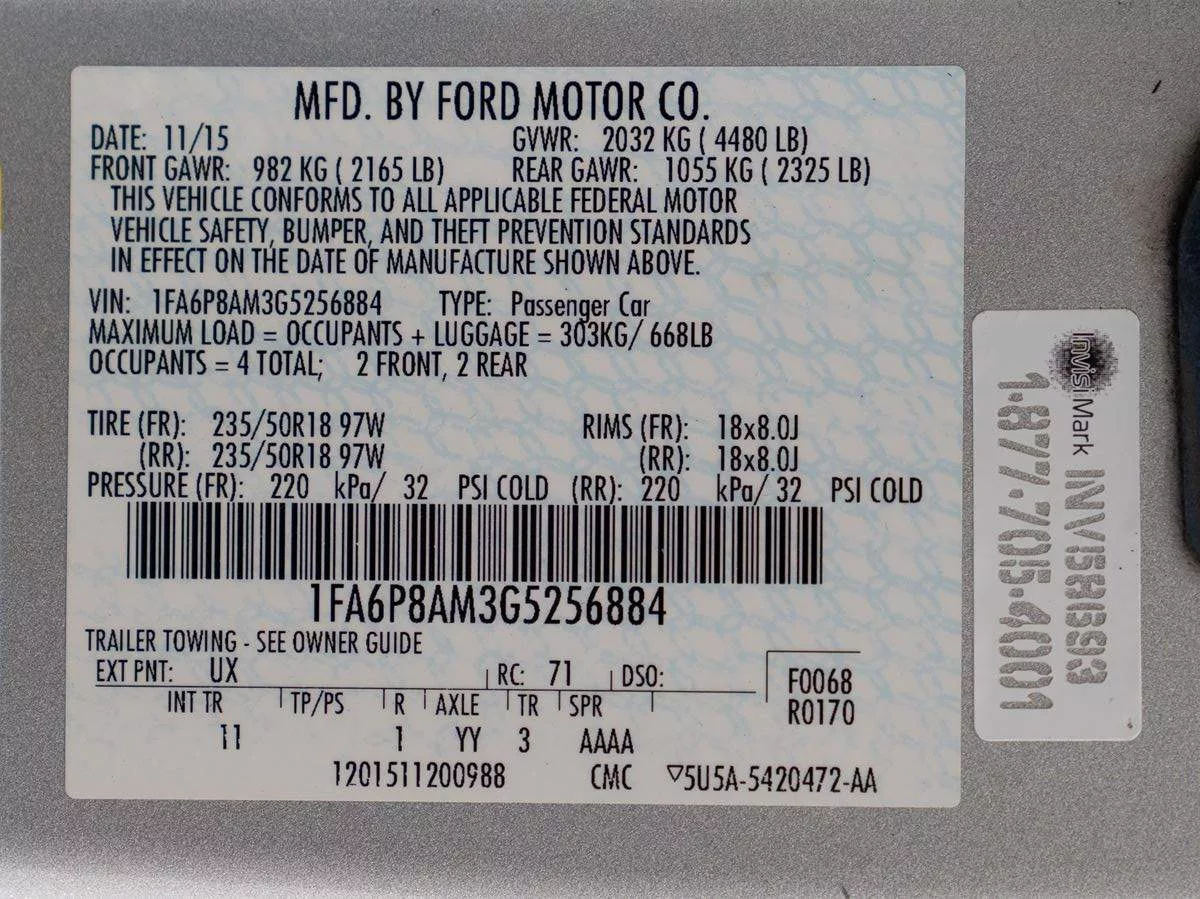 MFD. BY FORD MOTOR CO.
DATE: 11/15 GVWR: 2032 KG ( 4480 LB)
FRONT GAWR: 982 KG ( 2165 LB) REAR GAWR: 1055 KG ( 2325 LB)
THIS VEHICLE CONFORMS TO ALL APPLICABLE FEDERAL MOTOR
VEHICLE SAFETY, BUMPER, AND THEFT PREVENTION STANDARDS
IN EFFECT ON THE DATE OF MANUFACTURE SHOWN ABOVE.
VIN: 1FA6P8AM3G5256884 TYPE: Passenger Car
MAXIMUM LOAD = OCCUPANTS + LUGGAGE = 303KG/ 668LB
OCCUPANTS = 4 TOTAL; 2 FRONT, 2 REAR
TIRE (FR): 235/50R18 97W RIMS (FR): 18x8.0J
(RR): 235/50R18 97W (RR): 18x8.0J
PRESSURE (FR): 220 kPa/ 32 PSI COLD (RR): 220 kPa/ 32 PSI COLD
1FA6P8AM3G5256884
TRAILER TOWING - SEE OWNER GUIDE
EXT PNT: UX RC: 71 DSO:
F0068
INT TR TP/PS R AXLE TR SPR
R0170
11 1 YY 3 AAAA
1201511200988 CMC ▽5U5A-5420472-AA
InvisiMark INV58693
1·877·705·4001